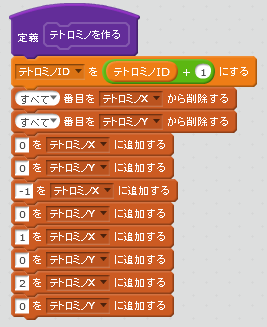 定義 テトロミノを作る
テトロミノID を テトロミノID + 1 にする
すべて 番目を テトロミノX から削除する
すべて 番目を テトロミノY から削除する
0 を テトロミノX に追加する
0 を テトロミノY に追加する
-1 を テトロミノX に追加する
0 を テトロミノY に追加する
1 を テトロミノX に追加する
0 を テトロミノY に追加する
2 を テトロミノX に追加する
0 を テトロミノY に追加する